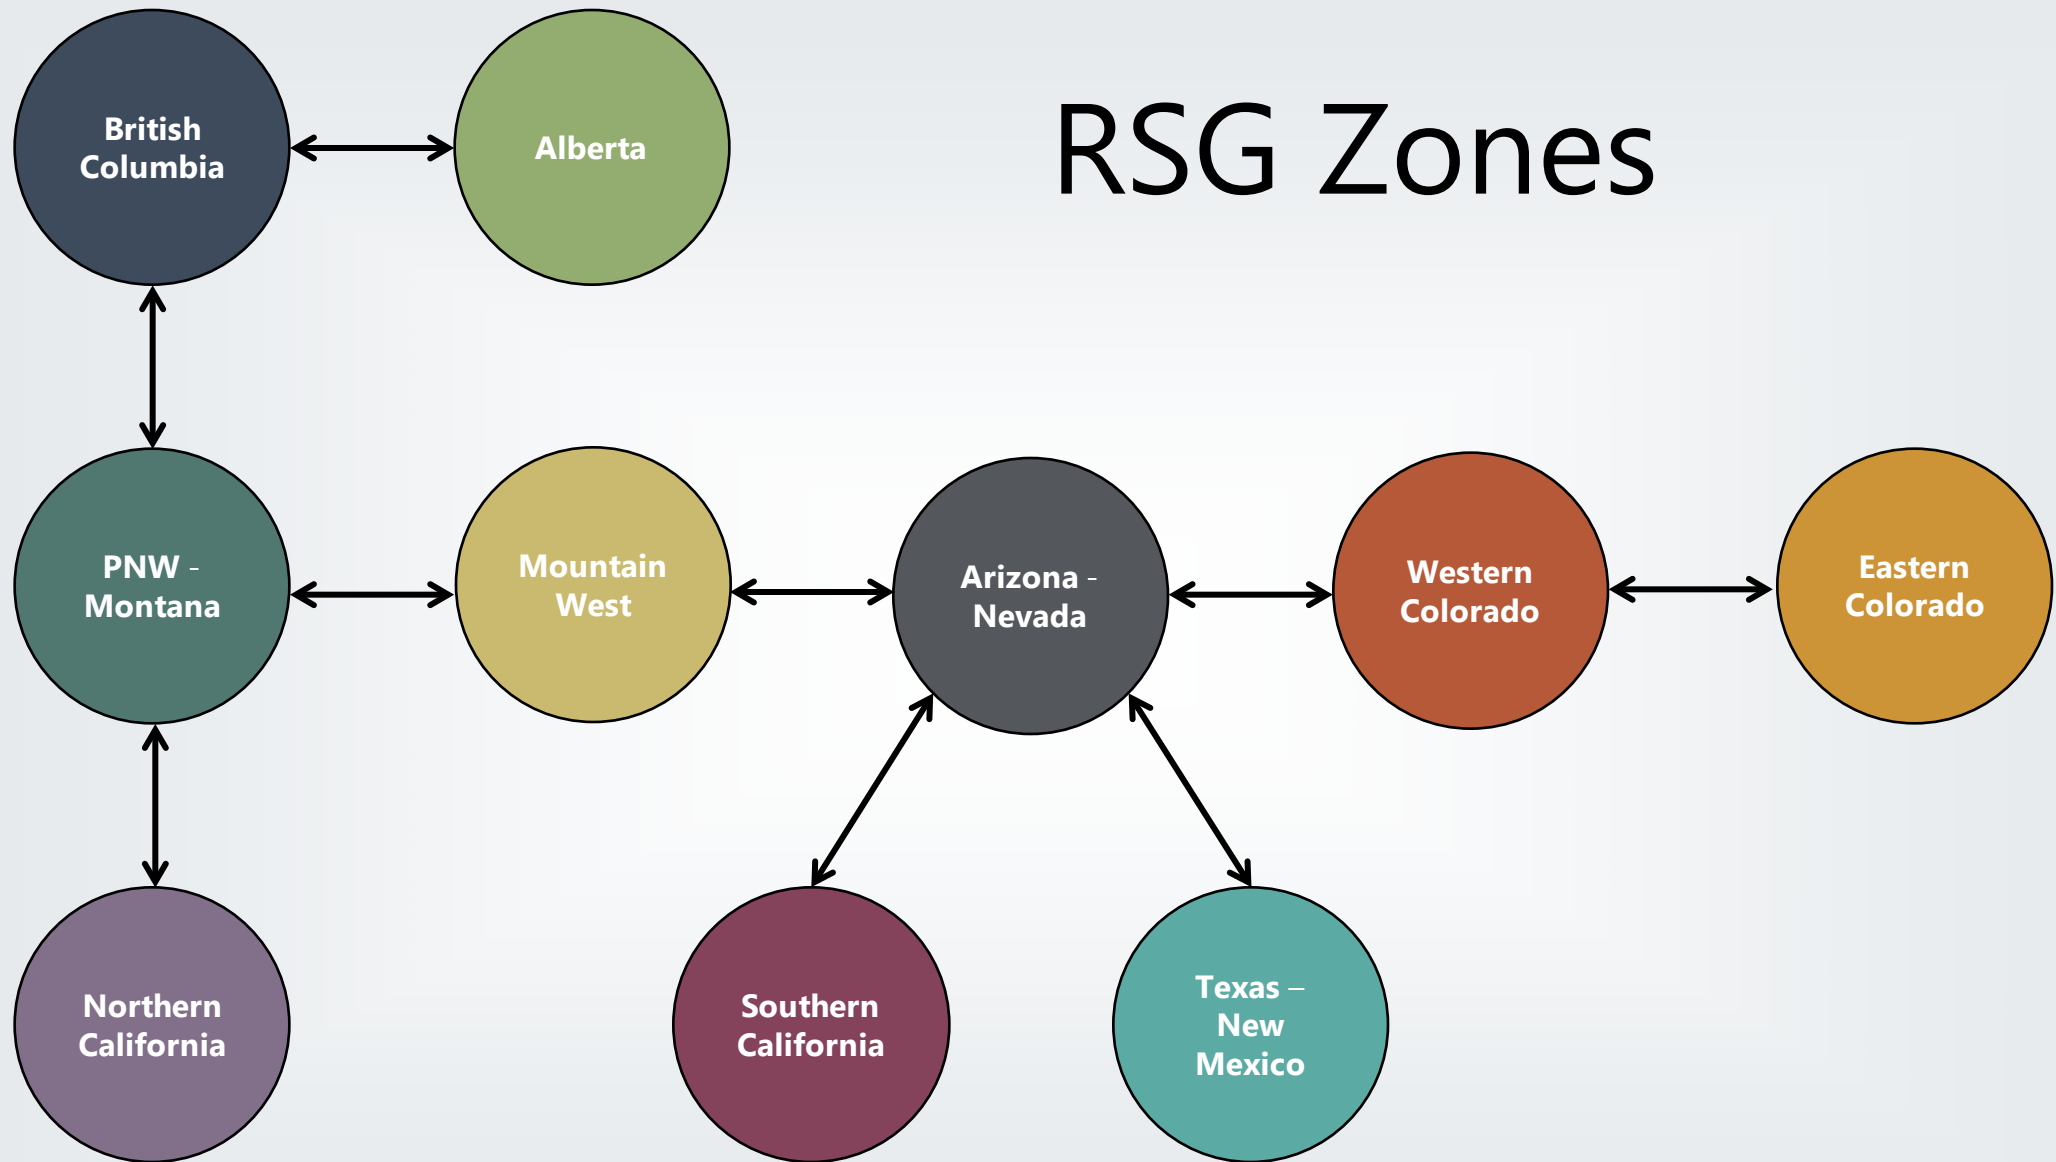 RSG Zones
British
Columbia
Alberta
PNW -
Montana
Mountain
West
Arizona -
Nevada
Western
Colorado
Eastern
Colorado
Northern
California
Southern
California
Texas –
New
Mexico